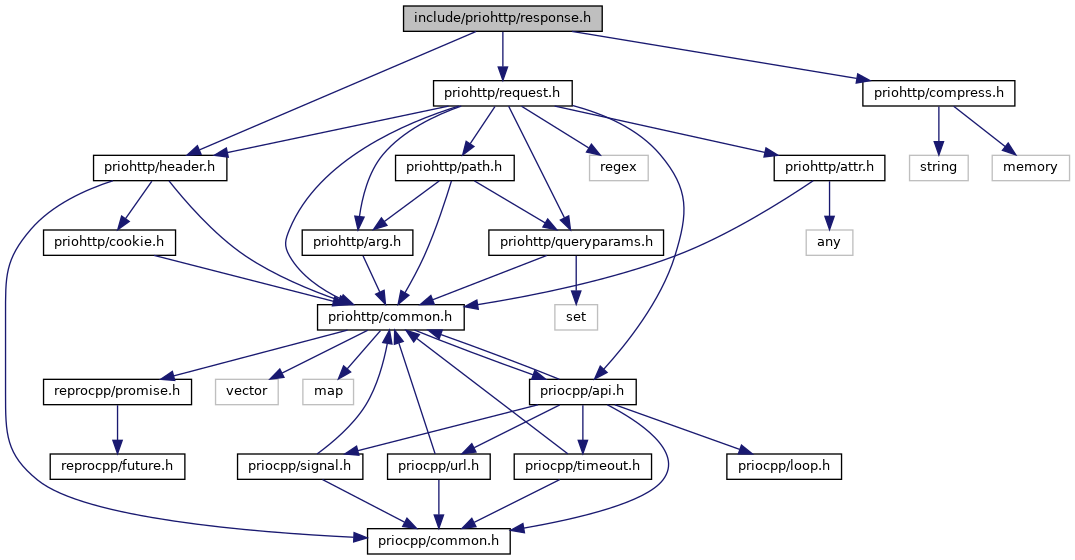 include/priohttp/response.h
priohttp/request.h
priohttp/compress.h
priohttp/header.h
priohttp/path.h
regex
priohttp/attr.h
string
memory
priohttp/cookie.h
priohttp/arg.h
priohttp/queryparams.h
any
priohttp/common.h
set
reprocpp/promise.h
vector
map
priocpp/api.h
reprocpp/future.h
priocpp/signal.h
priocpp/url.h
priocpp/timeout.h
priocpp/loop.h
priocpp/common.h